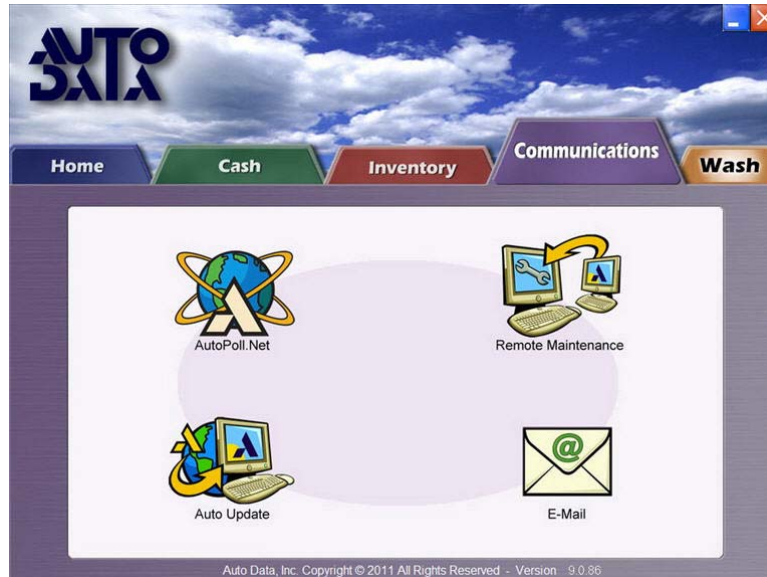 AUTO
DATA
Home
Cash
Inventory
Communications
Wash
AutoPoll.Net
Remote Maintenance
@
Auto Update
E-Mail
Auto Data, Inc. Copyright © 2011 All Rights Reserved - Version 9.0.86